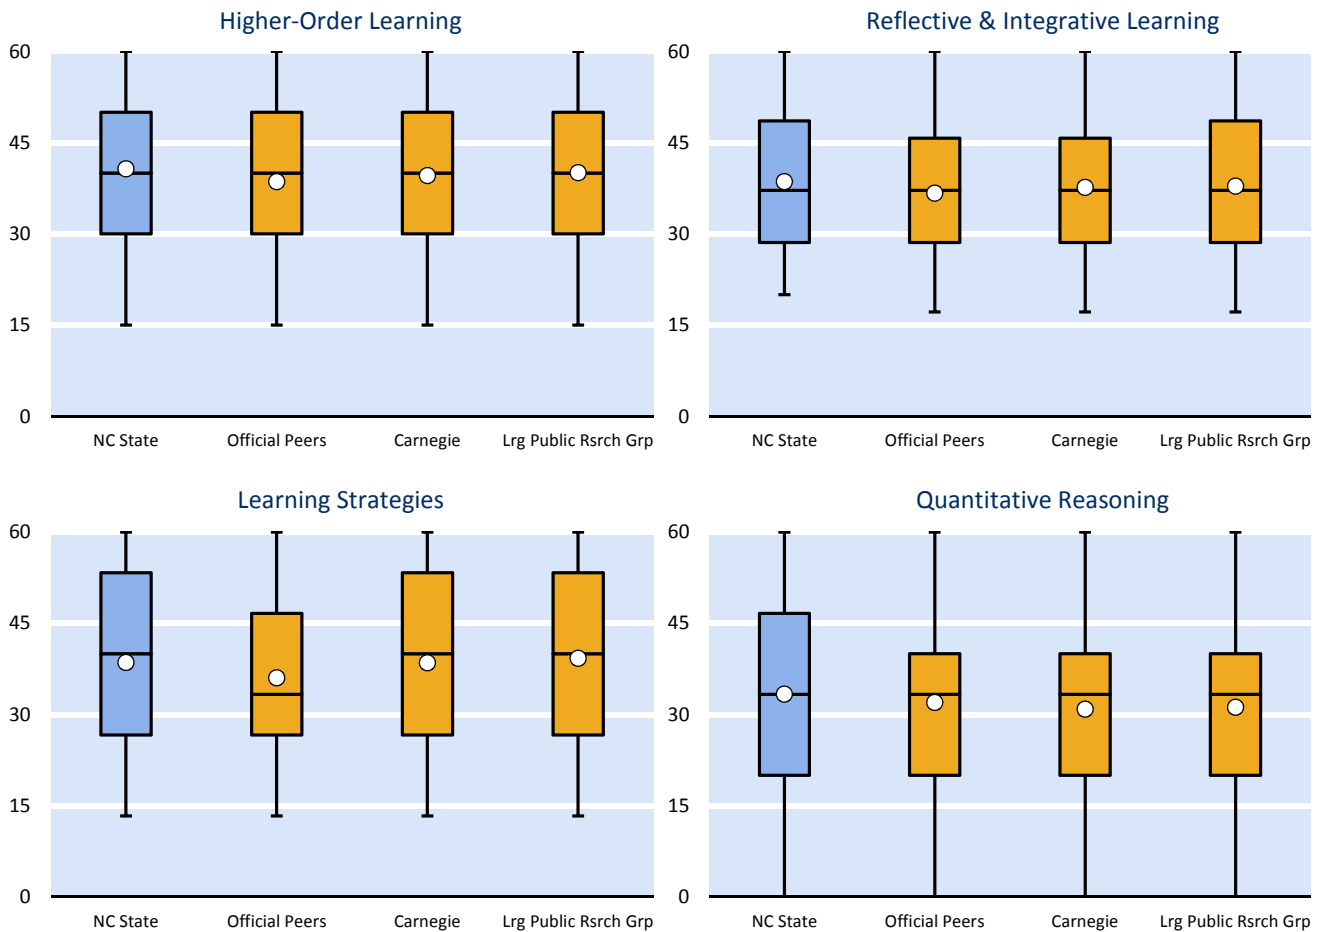 Higher-Order Learning
60
45
30
15
0
NC State Official Peers Carnegie Lrg Public Rsrch Grp
Reflective & Integrative Learning
60
45
30
15
0
NC State Official Peers Carnegie Lrg Public Rsrch Grp
Learning Strategies
60
45
30
15
0
NC State Official Peers Carnegie Lrg Public Rsrch Grp
Quantitative Reasoning
60
45
30
15
0
NC State Official Peers Carnegie Lrg Public Rsrch Grp